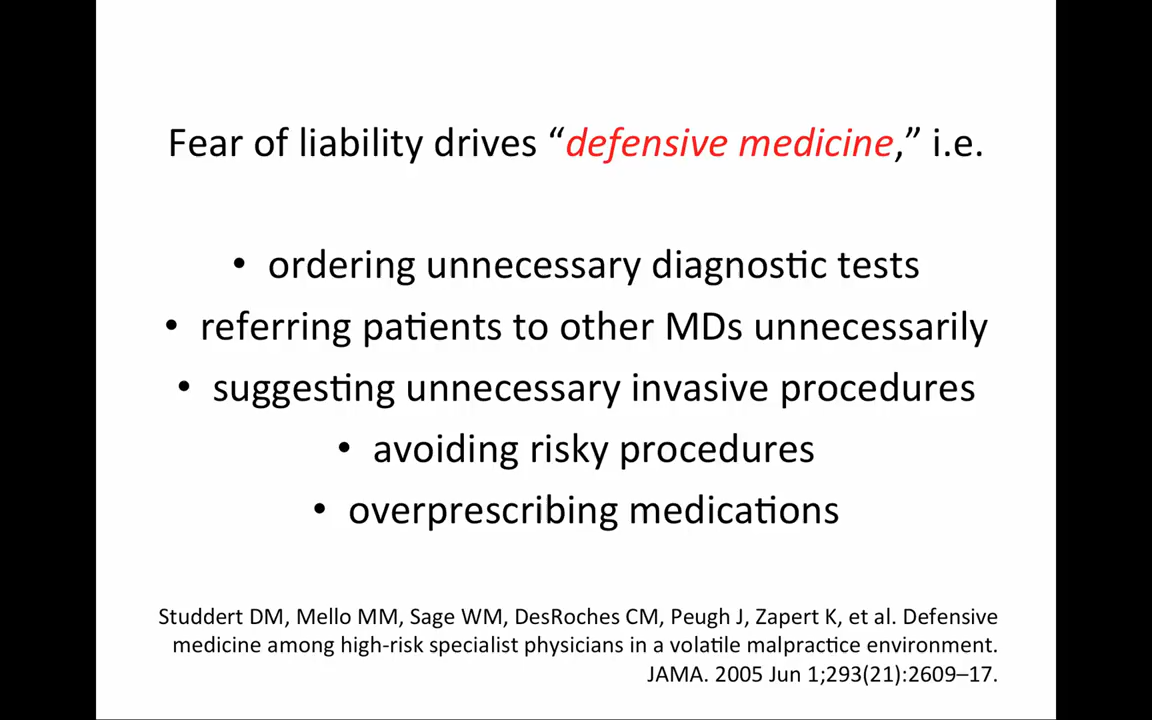 Fear of liability drives “defensive medicine,” i.e.
• ordering unnecessary diagnostic tests
• referring patients to other MDs unnecessarily
• suggesting unnecessary invasive procedures
• avoiding risky procedures
• overprescribing medications
Studdert DM, Mello MM, Sage WM, DesRoches CM, Peugh J, Zapert K, et al. Defensive
medicine among high-risk specialist physicians in a volatile malpractice environment.
JAMA. 2005 Jun 1;293(21):2609–17.